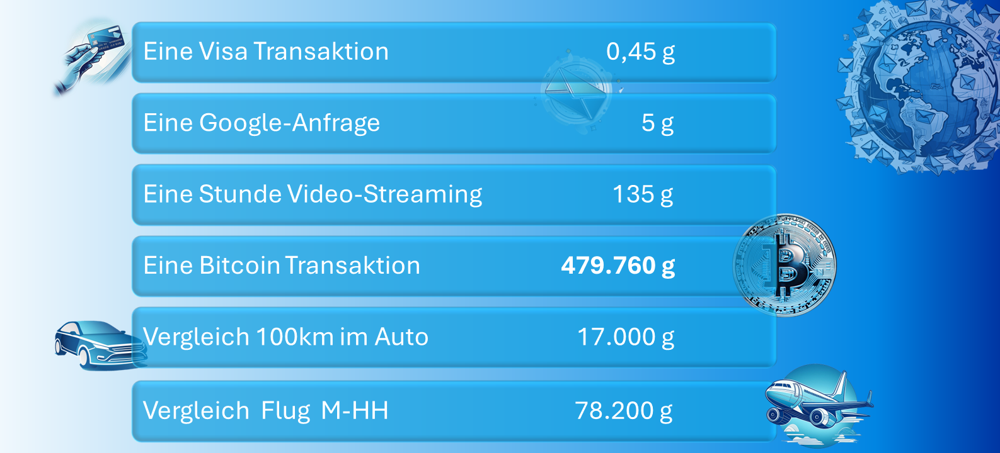 Eine Visa Transaktion 0,45 g
Eine Google-Anfrage 5 g
Eine Stunde Video-Streaming 135 g
Eine Bitcoin Transaktion 479.760 g
Vergleich 100km im Auto 17.000 g
Vergleich Flug M-HH 78.200 g